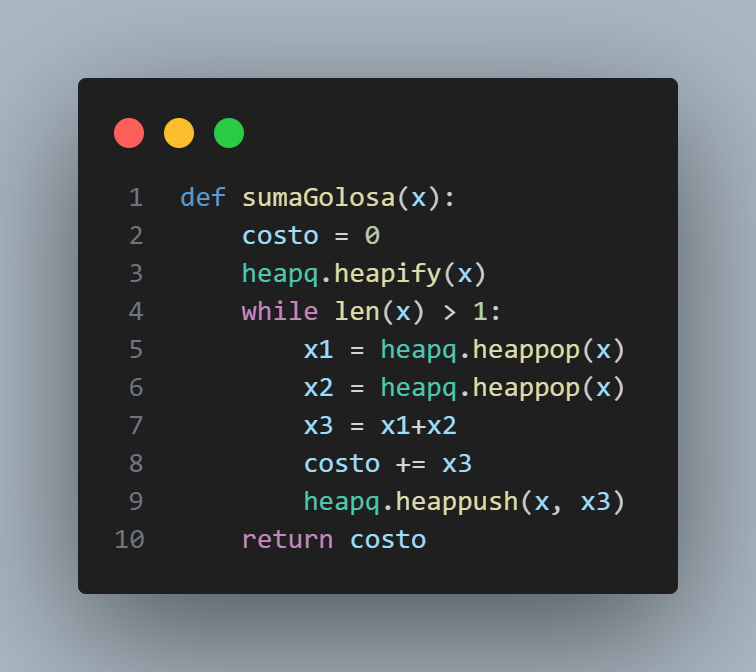 1 def sumaGolosa(x):
2     costo = 0
3     heapq.heapify(x)
4     while len(x) > 1:
5         x1 = heapq.heappop(x)
6         x2 = heapq.heappop(x)
7         x3 = x1+x2
8         costo += x3
9         heapq.heappush(x, x3)
10     return costo